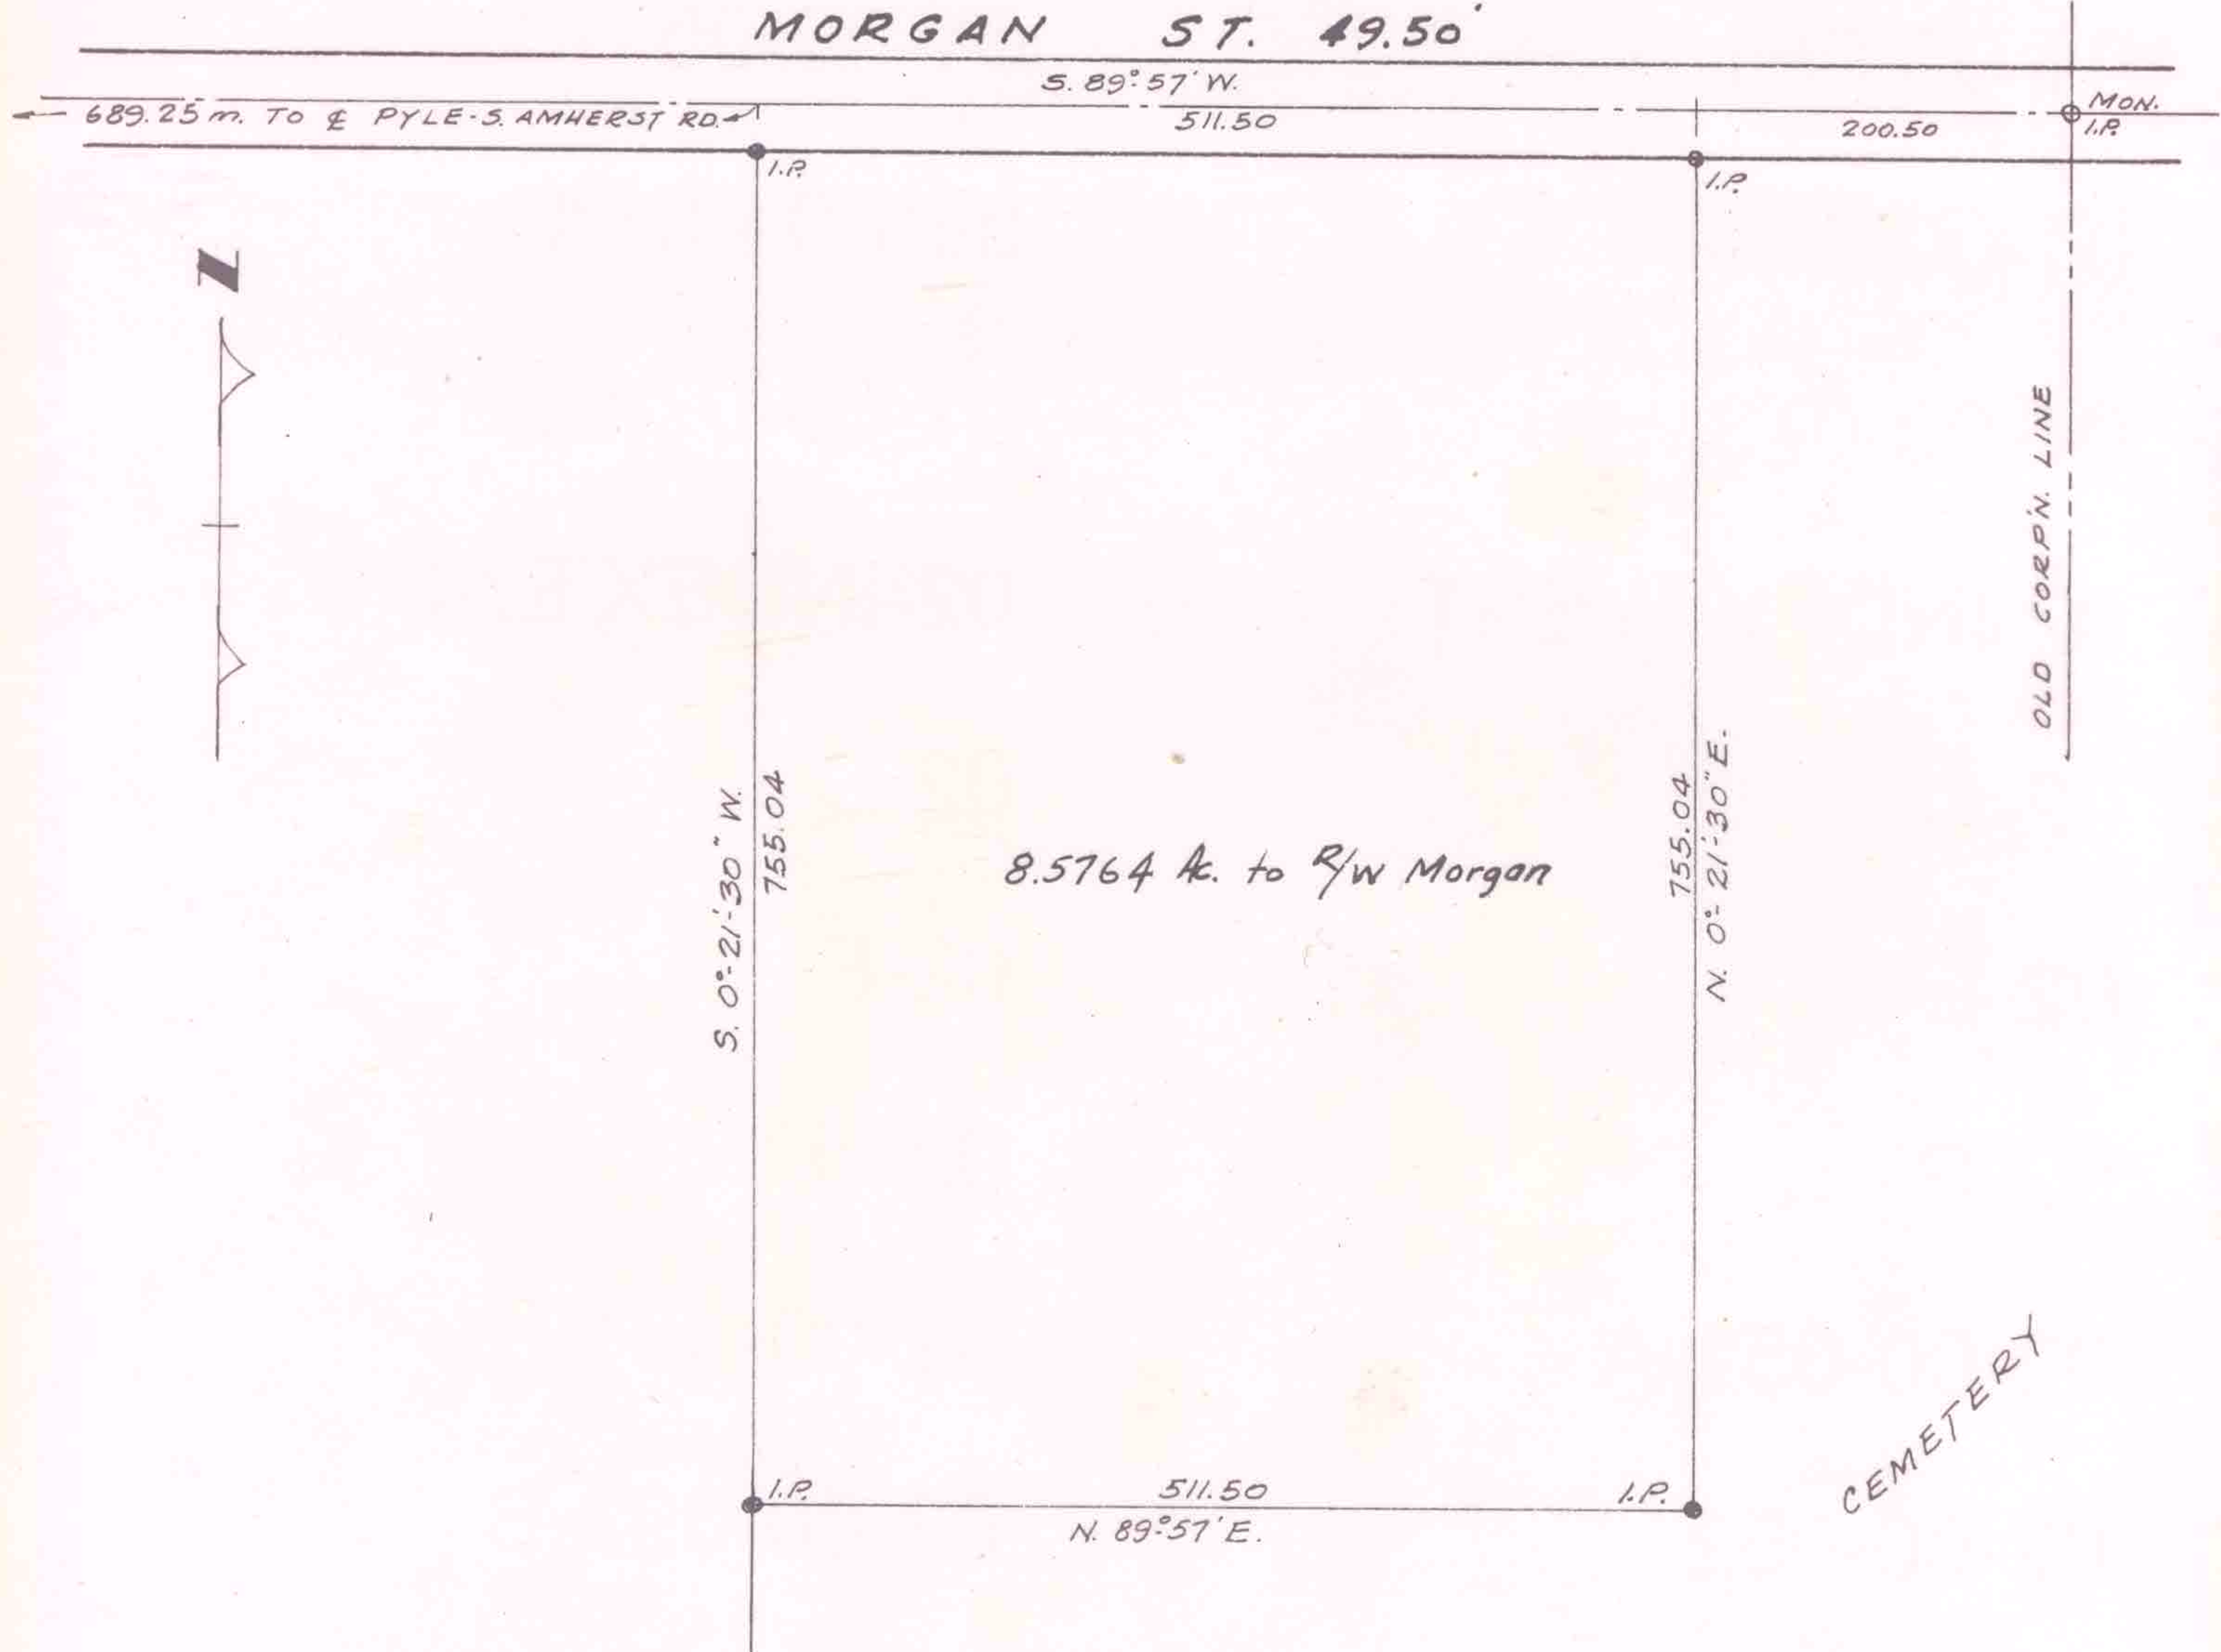 MORGAN ST. 49.50'
S. 89°-57' W.
689.25 m. TO ℄ PYLE-S. AMHERST RD.
511.50
200.50
MON.
I.P.
I.P.
I.P.
N
OLD CORP'N. LINE
S. 0°-21'-30" W.
755.04
8.5764 Ac. to R/W Morgan
755.04
N. 0°-21'-30" E.
CEMETERY
I.P.
511.50
I.P.
N. 89°-57' E.